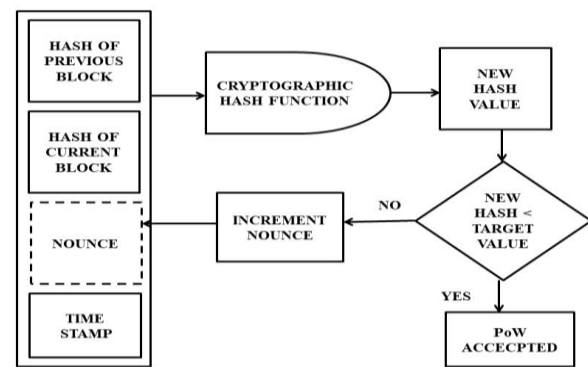 HASH OF
PREVIOUS
BLOCK
HASH OF
CURRENT
BLOCK
NOUNCE
TIME
STAMP
CRYPTOGRAPHIC
HASH FUNCTION
NEW
HASH
VALUE
NEW
HASH <
TARGET
VALUE
NO
INCREMENT
NOUNCE
YES
PoW
ACCECPTED